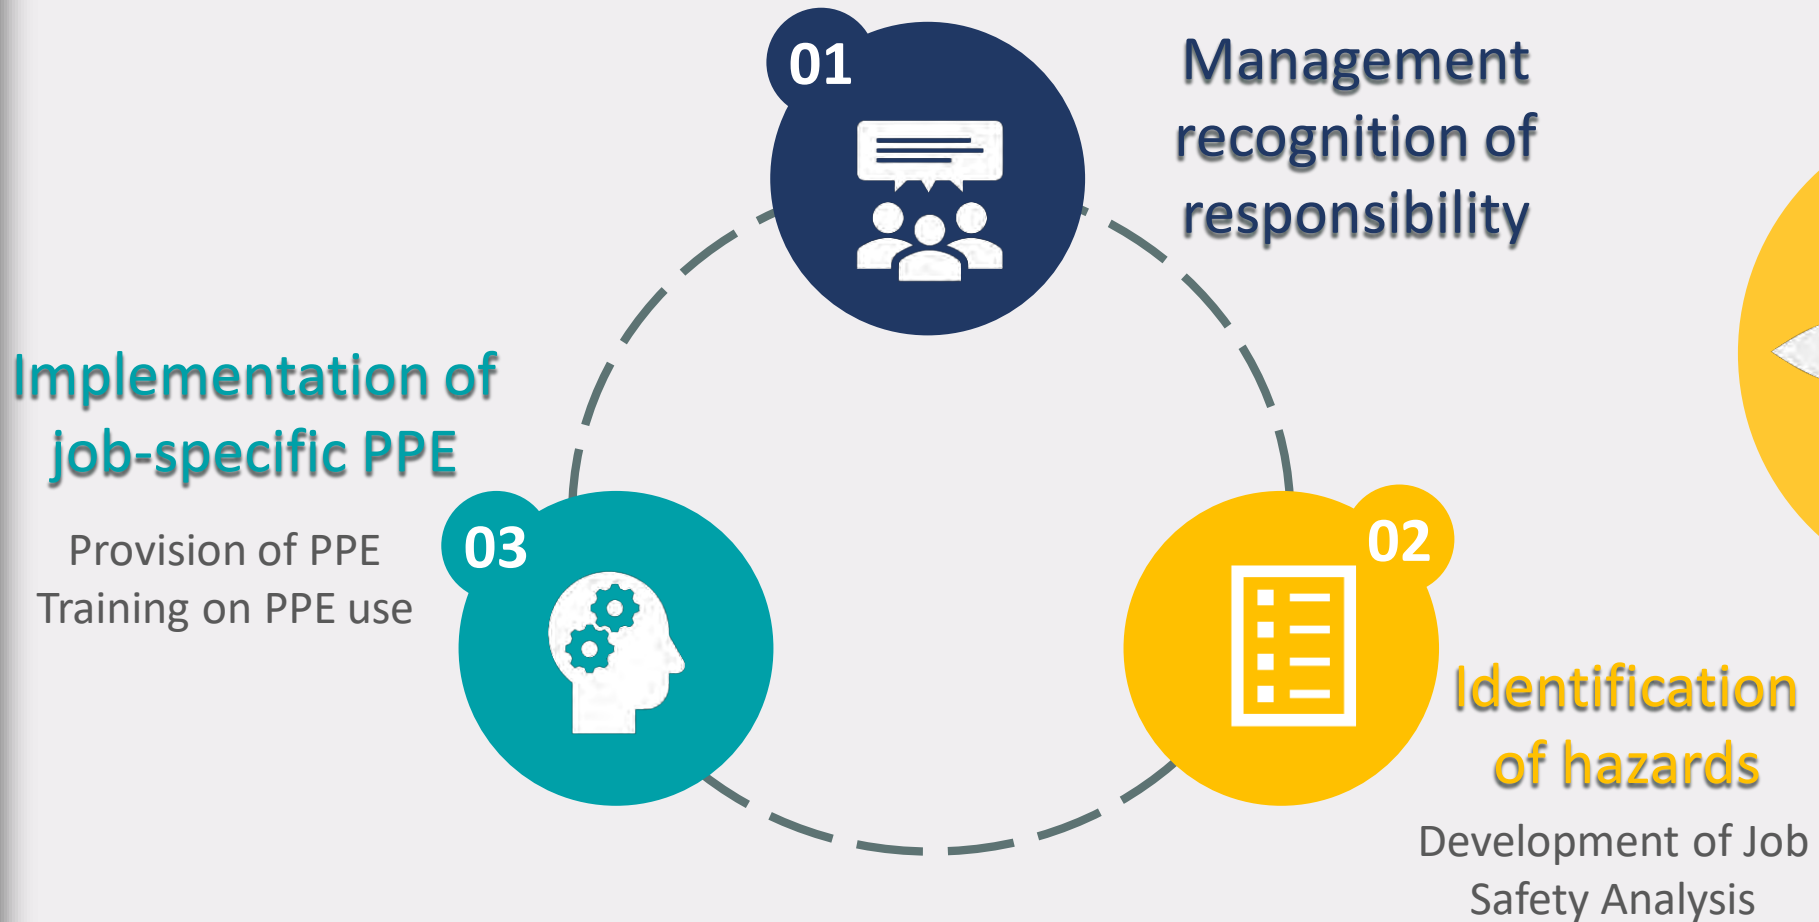 01
Management
recognition of
responsibility
02
Identification
of hazards
Development of Job
Safety Analysis
03
Implementation of
job-specific PPE
Provision of PPE
Training on PPE use